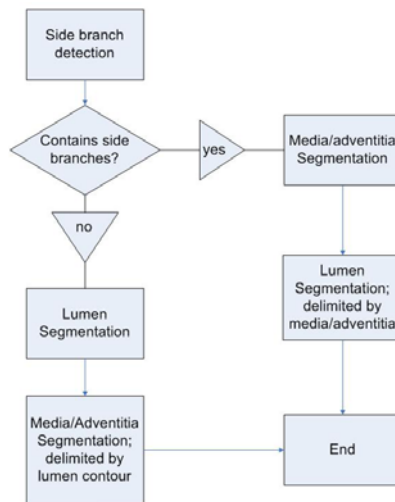 Side branch
detection
Contains side
branches?
yes
Media/adventitia
Segmentation
no
Lumen
Segmentation;
delimited by
media/adventitia
Lumen
Segmentation
Media/Adventitia
Segmentation;
delimited by
lumen contour
End